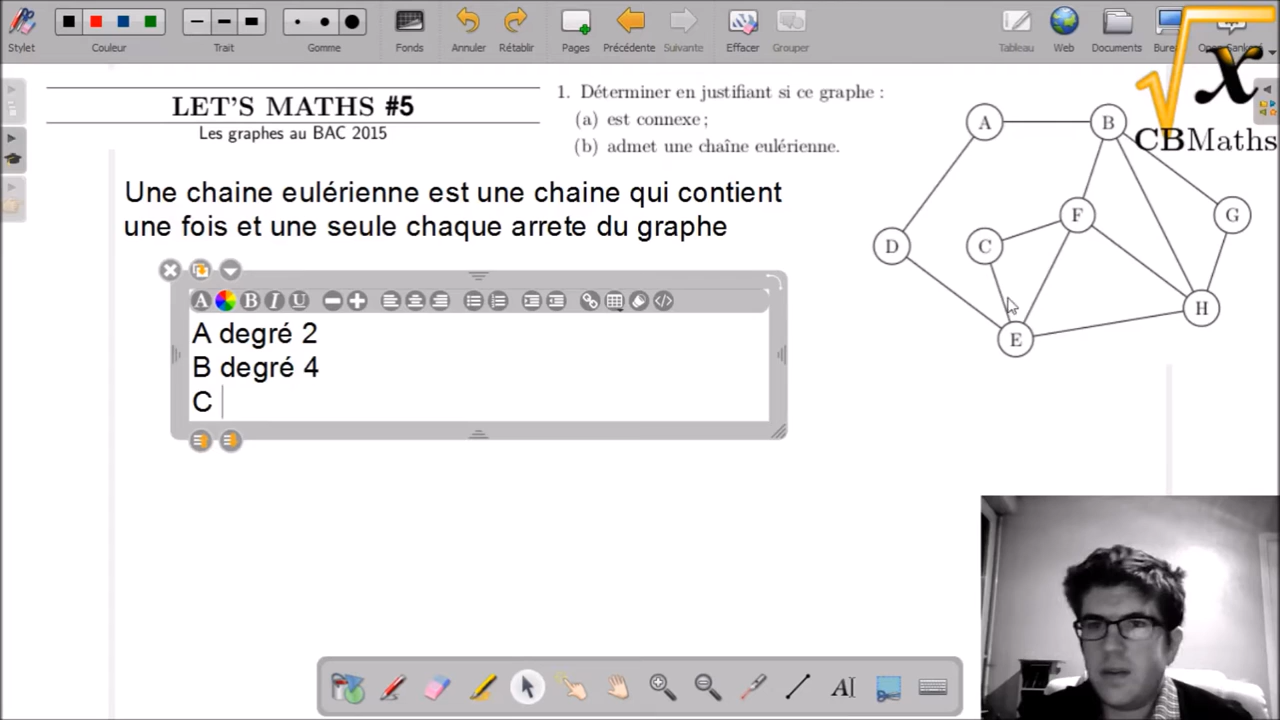 Stylet
Couleur
Trait
Gomme
Fonds
Annuler
Rétablir
Pages
Précédente
Suivante
Effacer
Grouper
Tableau
Web
Documents
x
CBMaths
LET'S MATHS #5
Les graphes au BAC 2015
1. Déterminer en justifiant si ce graphe :
(a) est connexe ;
(b) admet une chaîne eulérienne.
Une chaine eulérienne est une chaine qui contient
une fois et une seule chaque arrete du graphe
A B I U
A degré 2
B degré 4
C
A
B
F
G
C
D
H
E
AI